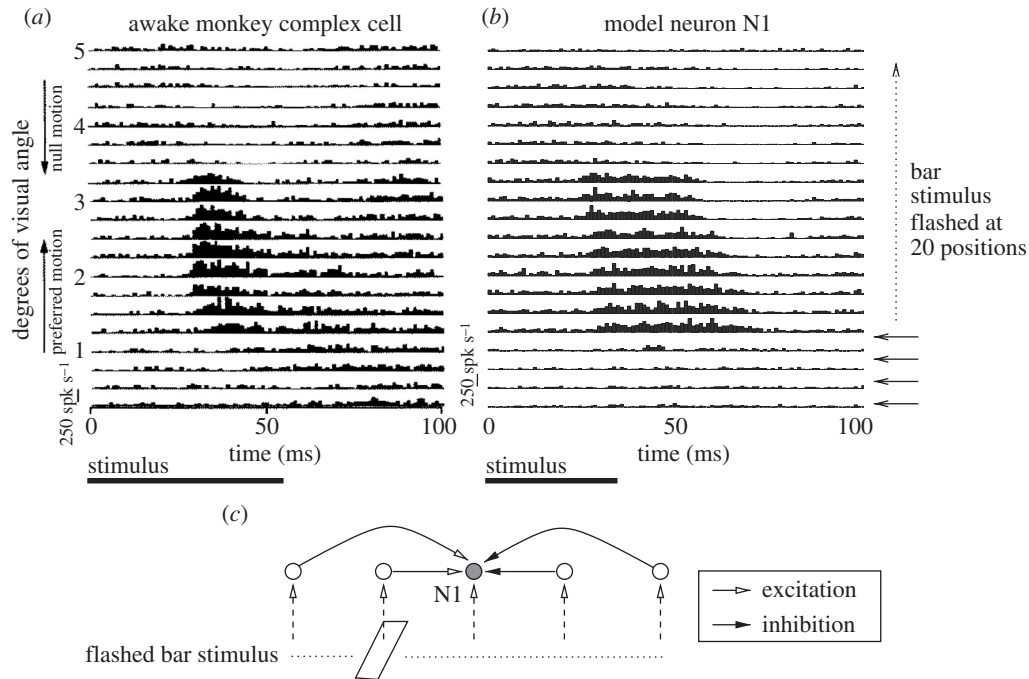 (a) awake monkey complex cell
(b) model neuron N1
5
4
3
2
1
degrees of visual angle
null motion
preferred motion
250 spk s⁻¹
0 50 100
time (ms)
stimulus
250 spk s⁻¹
0 50 100
time (ms)
stimulus
bar
stimulus
flashed at
20 positions
(c)
N1
flashed bar stimulus
excitation
inhibition